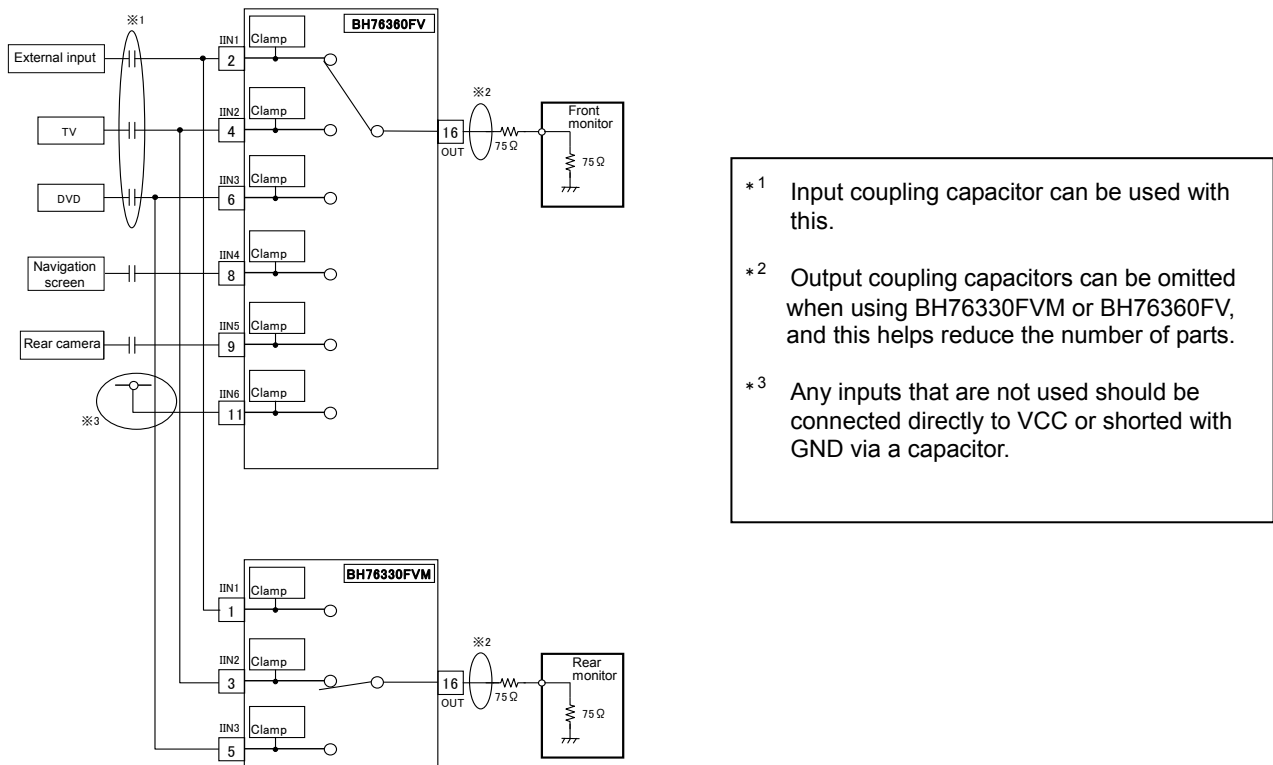 ※1
BH76360FV
External input
IIN1
2
Clamp
TV
IIN2
4
Clamp
DVD
IIN3
6
Clamp
Navigation
screen
IIN4
8
Clamp
Rear camera
IIN5
9
Clamp
※3
IIN6
11
Clamp
16
OUT
※2
75Ω
Front
monitor
75Ω
BH76330FVM
IIN1
1
Clamp
IIN2
3
Clamp
IIN3
5
Clamp
16
OUT
※2
75Ω
Rear
monitor
75Ω
*1 Input coupling capacitor can be used with
this.
*2 Output coupling capacitors can be omitted
when using BH76330FVM or BH76360FV,
and this helps reduce the number of parts.
*3 Any inputs that are not used should be
connected directly to VCC or shorted with
GND via a capacitor.